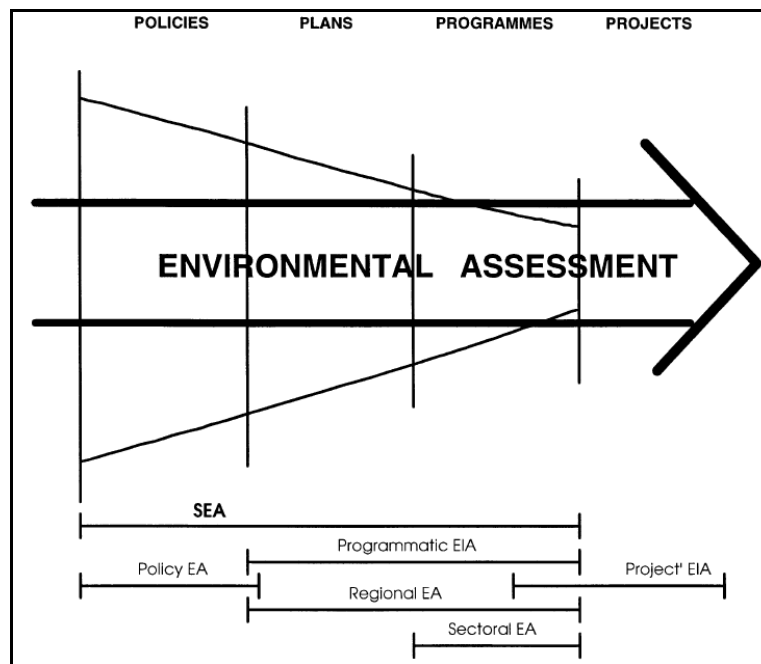 POLICIES PLANS PROGRAMMES PROJECTS
ENVIRONMENTAL ASSESSMENT
SEA
Programmatic EIA
Policy EA Project' EIA
Regional EA
Sectoral EA